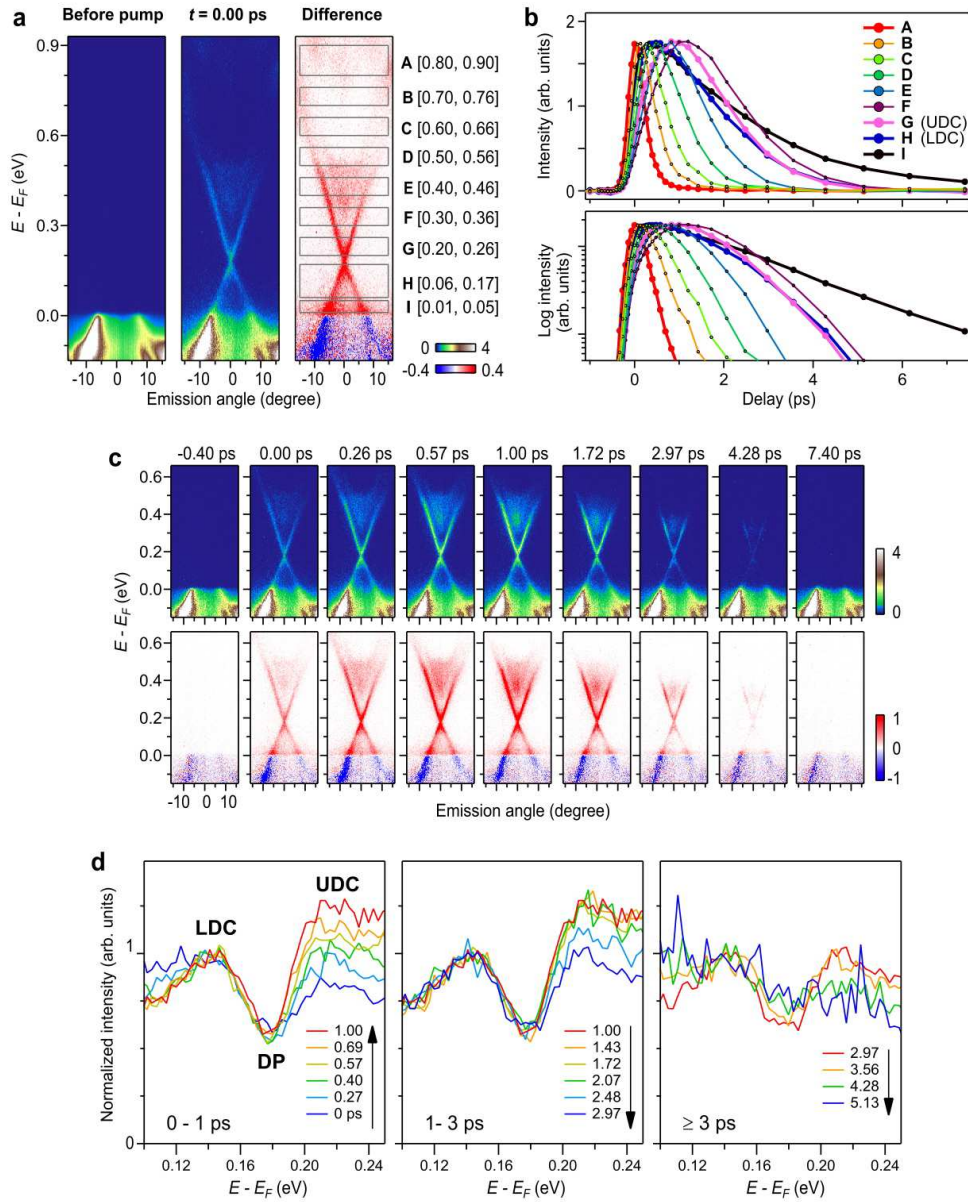 a
Before pump
t = 0.00 ps
Difference
E - E_F (eV)
0.9
0.6
0.3
0.0
A [0.80, 0.90]
B [0.70, 0.76]
C [0.60, 0.66]
D [0.50, 0.56]
E [0.40, 0.46]
F [0.30, 0.36]
G [0.20, 0.26]
H [0.06, 0.17]
I [0.01, 0.05]
0 4
-0.4 0.4
-10 0 10 -10 0 10 -10 0 10
Emission angle (degree)
b
Intensity (arb. units)
2
1
0
A
B
C
D
E
F
G (UDC)
H (LDC)
I
Log intensity
(arb. units)
0 2 4 6
Delay (ps)
c
-0.40 ps 0.00 ps 0.26 ps 0.57 ps 1.00 ps 1.72 ps 2.97 ps 4.28 ps 7.40 ps
E - E_F (eV)
0.6
0.4
0.2
0.0
4
0
0.6
0.4
0.2
0.0
1
0
-1
-10 0 10
Emission angle (degree)
d
Normalized intensity (arb. units)
1
0
LDC
UDC
DP
1.00
0.69
0.57
0.40
0.27
0 ps
0 - 1 ps
0.12 0.16 0.20 0.24
E - E_F (eV)
1.00
1.43
1.72
2.07
2.48
2.97
1- 3 ps
0.12 0.16 0.20 0.24
E - E_F (eV)
2.97
3.56
4.28
5.13
≥ 3 ps
0.12 0.16 0.20 0.24
E - E_F (eV)